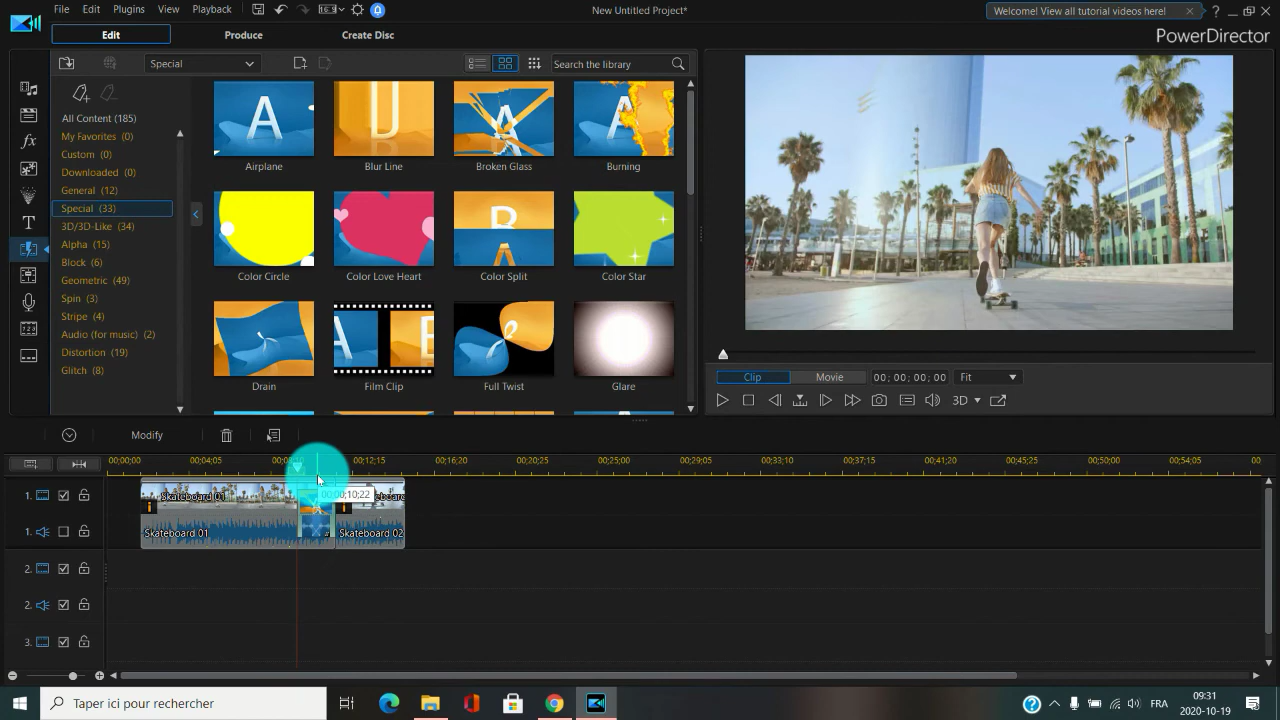 File Edit Plugins View Playback
New Untitled Project*
Welcome! View all tutorial videos here!
?
Edit Produce Create Disc
PowerDirector
Special
Search the library
All Content (185)
My Favorites (0)
Custom (0)
Downloaded (0)
General (12)
Special (33)
3D/3D-Like (34)
Alpha (15)
Block (6)
Geometric (49)
Spin (3)
Stripe (4)
Audio (for music) (2)
Distortion (19)
Glitch (8)
Airplane Blur Line Broken Glass Burning
Color Circle Color Love Heart Color Split Color Star
Drain Film Clip Full Twist Glare
Clip Movie 00; 00; 00; 00 Fit
3D
Modify
00;00;00 00;04;05 00;08;10 00;12;15 00;16;20 00;20;25 00;29;05 00;33;10 00;37;15 00;41;20 00;45;25 00;50;00 00;54;05 00;
00;00;10;22
1. Skateboard 01
1. Skateboard 01 Skateboard 02
2.
2.
3.
Taper ici pour rechercher
FRA
09:31
2020-10-19